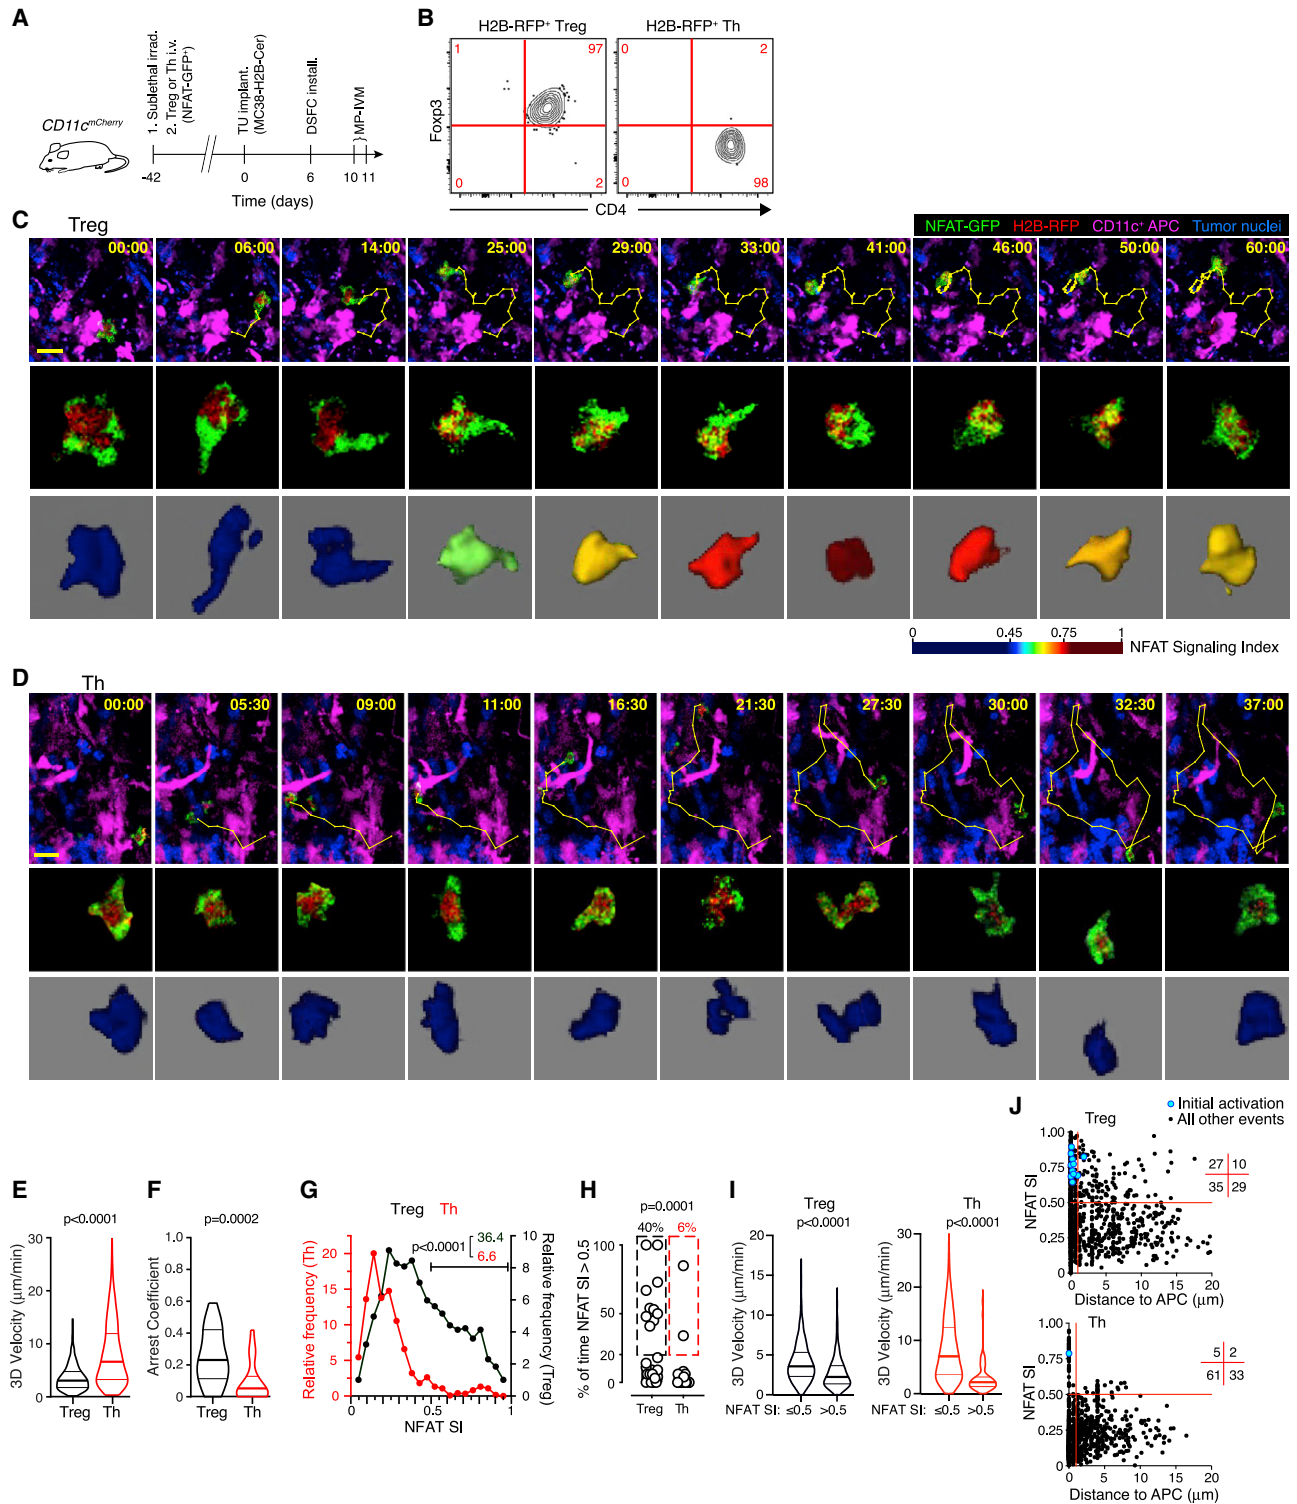 A
CD11c^mCherry
1. Sublethal irrad.
2. Treg or Th i.v.
(NFAT-GFP⁺)
TU implant.
(MC38-H2B-Cer)
DSFC install.
MP-IVM
-42
0
6
10
11
Time (days)
B
H2B-RFP⁺ Treg
H2B-RFP⁺ Th
1
97
0
2
0
2
0
98
Foxp3
CD4
C
Treg
NFAT-GFP H2B-RFP CD11c⁺ APC Tumor nuclei
00:00
06:00
14:00
25:00
29:00
33:00
41:00
46:00
50:00
60:00
0
0.45
0.75
1
NFAT Signaling Index
D
Th
00:00
05:30
09:00
11:00
16:30
21:30
27:30
30:00
32:30
37:00
E
p<0.0001
3D Velocity (μm/min)
30
20
10
0
Treg
Th
F
p=0.0002
Arrest Coefficient
1.0
0.8
0.6
0.4
0.2
0
Treg
Th
G
Treg Th
p<0.0001
36.4
6.6
Relative frequency (Th)
20
15
10
5
0
Relative frequency (Treg)
10
8
6
4
2
0
0
0.5
1
NFAT SI
H
p=0.0001
40%
6%
% of time NFAT SI > 0.5
100
50
20
0
Treg
Th
I
Treg
p<0.0001
3D Velocity (μm/min)
20
15
10
5
0
NFAT SI: ≤0.5 >0.5
Th
p<0.0001
3D Velocity (μm/min)
30
20
10
0
NFAT SI: ≤0.5 >0.5
J
Initial activation
All other events
Treg
NFAT SI
1.00
0.75
0.50
0.25
0
0
5
10
15
20
Distance to APC (μm)
27
10
35
29
Th
NFAT SI
1.00
0.75
0.50
0.25
0
0
5
10
15
20
Distance to APC (μm)
5
2
61
33